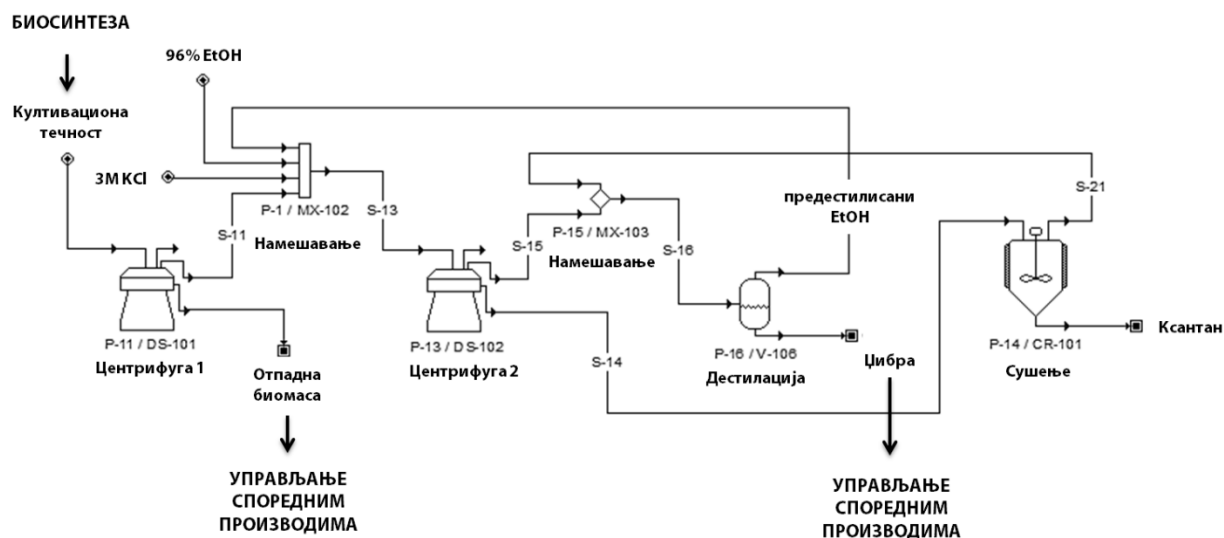 БИОСИНТЕЗА
96% EtOH
Култивациона
течност
3M KCl
P-1 / MX-102
Намешавање
S-11
S-13
P-11 / DS-101
Центрифуга 1
Отпадна
биомаса
УПРАВЉАЊЕ
СПОРЕДНИМ
ПРОИЗВОДИМА
P-13 / DS-102
Центрифуга 2
S-15
S-14
P-15 / MX-103
Намешавање
S-16
предестилисани
EtOH
P-16 / V-106
Дестилација
Џибра
УПРАВЉАЊЕ
СПОРЕДНИМ
ПРОИЗВОДИМА
S-21
P-14 / CR-101
Сушење
Ксантан